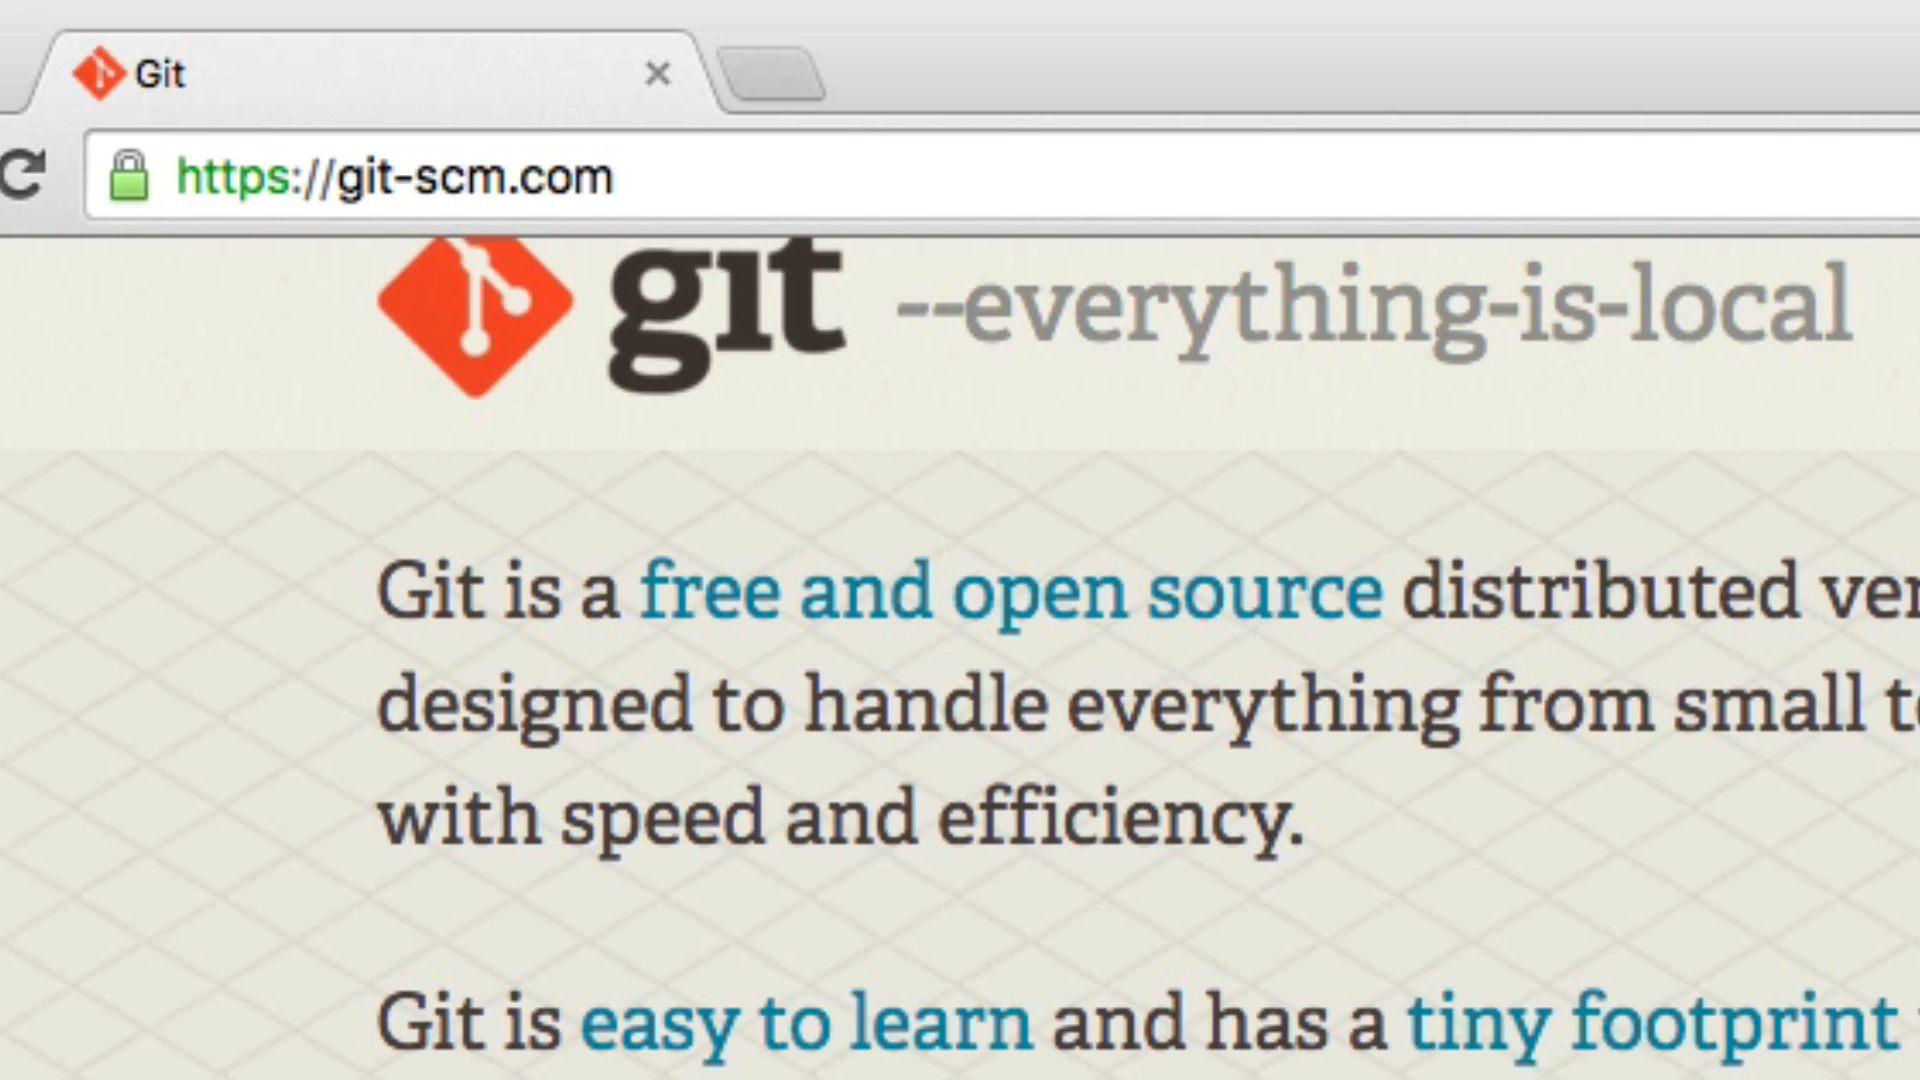 Git
https://git-scm.com
git --everything-is-local
Git is a free and open source distributed
designed to handle everything from small
with speed and efficiency.
Git is easy to learn and has a tiny footprint